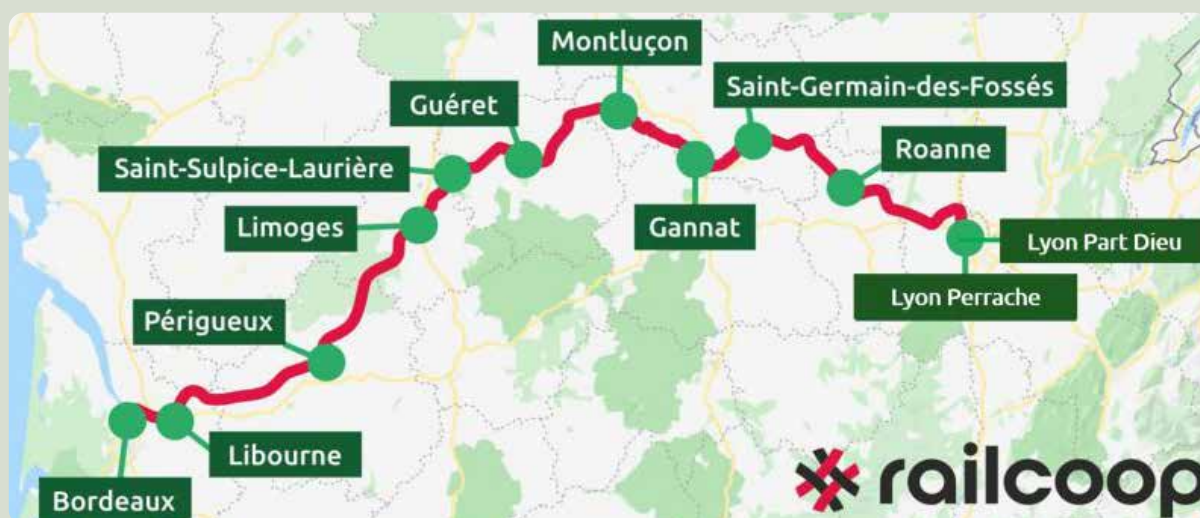 Montluçon
Saint-Germain-des-Fossés
Guéret
Roanne
Saint-Sulpice-Laurière
Limoges
Gannat
Lyon Part Dieu
Lyon Perrache
Périgueux
Libourne
Bordeaux
railcoop